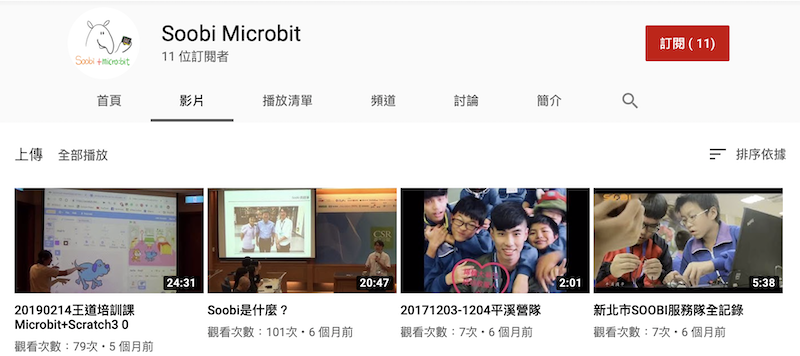 Soobi Microbit
11 位訂閱者
訂閱 ( 11)
Soobi +microbit
首頁 影片 播放清單 頻道 討論 簡介
上傳 全部播放 排序依據
CSR
24:31 20:47 2:01 5:38
20190214王道培訓課
Microbit+Scratch3 0
觀看次數：79次・5 個月前
Soobi是什麼？
觀看次數：101次・6 個月前
20171203-1204平溪營隊
觀看次數：7次・6 個月前
新北市SOOBI服務隊全記錄
觀看次數：7次・6 個月前